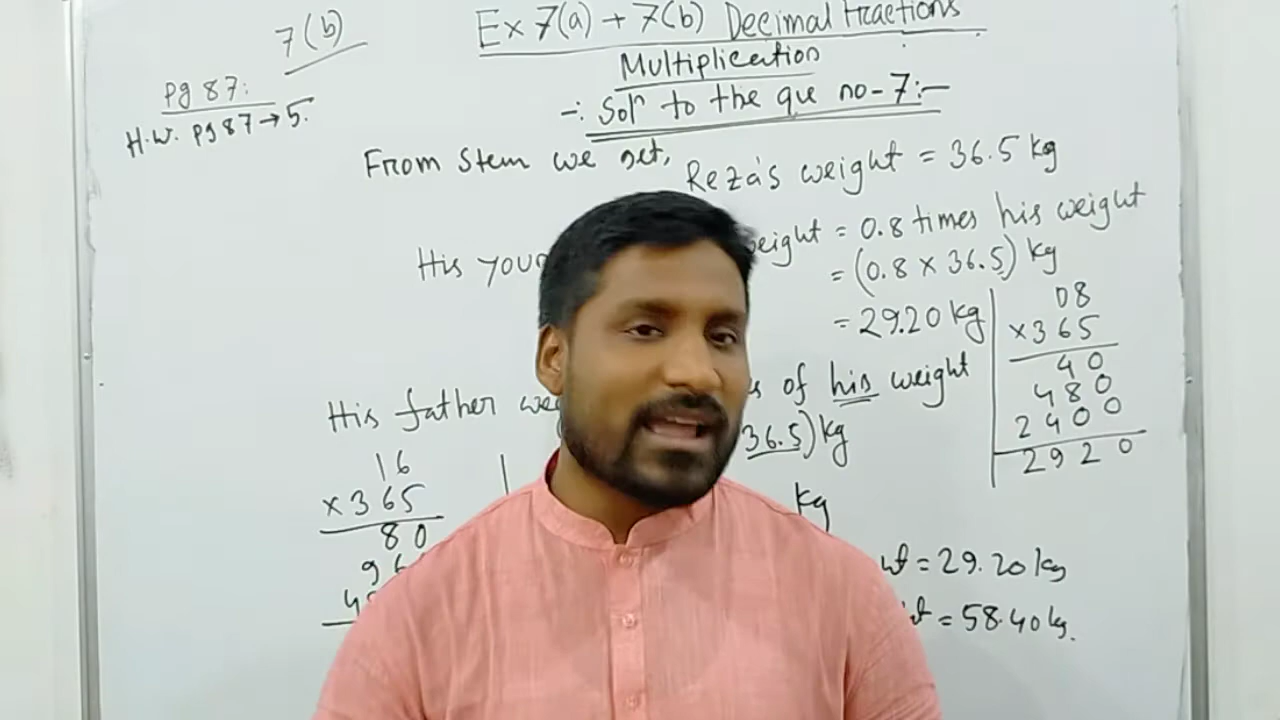 7(b)
Ex 7(a) + 7(b) Decimal Fractions
Multiplication
Pg 87:
H.W. Pg 87 → 5.
-: Solⁿ to the que no-7:-
From Stem we get,
Reza's weight = 36.5 kg
His weight = 0.8 times his weight
= (0.8 × 36.5) kg
= 29.20 kg
08
×365
40
480
2400
2920
His father of his weight
36.5) kg
16
×365
80
kg
= 29.20 kg
= 58.40 kg.